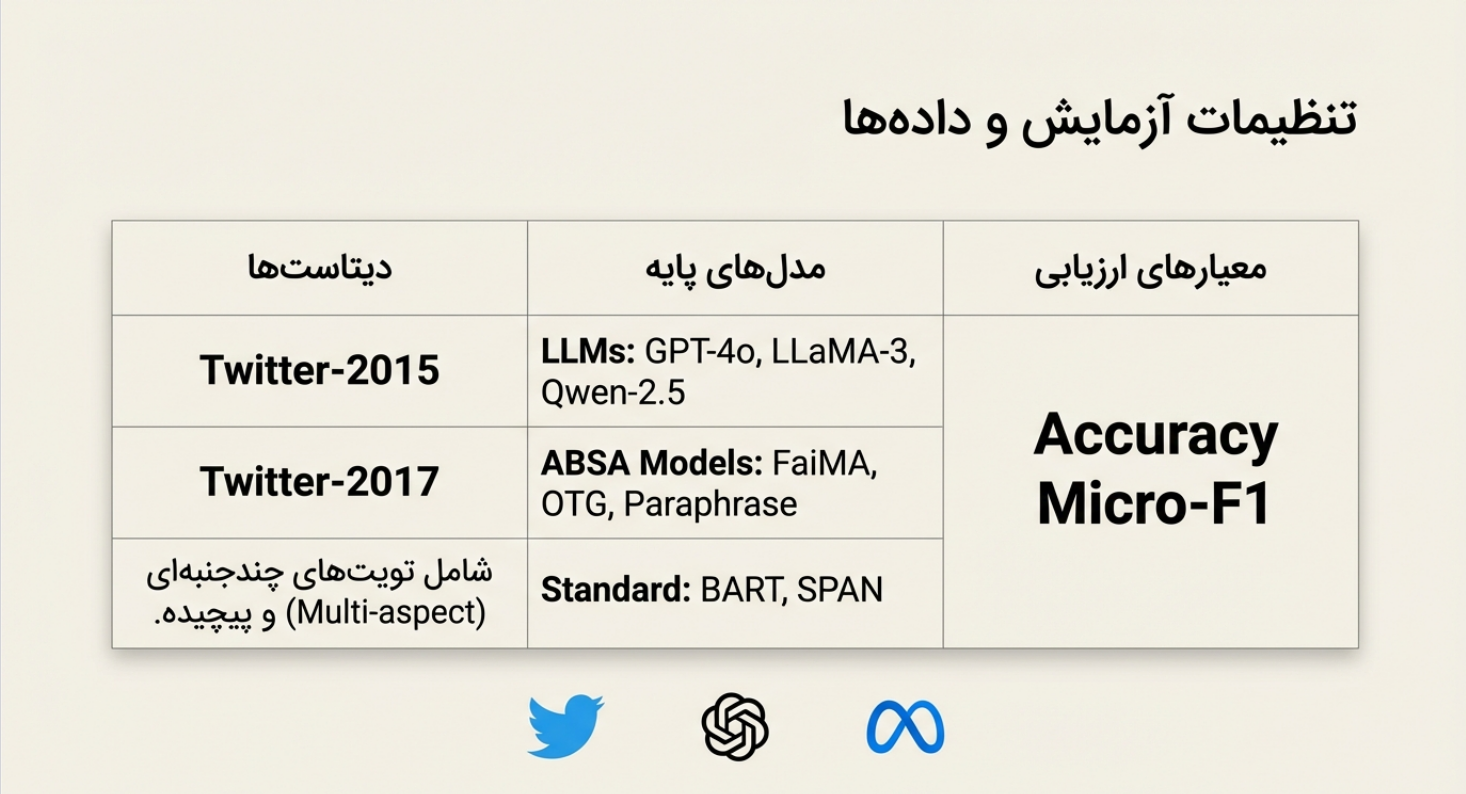 تنظیمات آزمایش و داده‌ها
معیارهای ارزیابی
مدل‌های پایه
دیتاست‌ها
Accuracy
Micro-F1
LLMs: GPT-4o, LLaMA-3,
Qwen-2.5
Twitter-2015
ABSA Models: FaiMA,
OTG, Paraphrase
Twitter-2017
Standard: BART, SPAN
شامل تویت‌های چندجنبه‌ای
(Multi-aspect) و پیچیده.